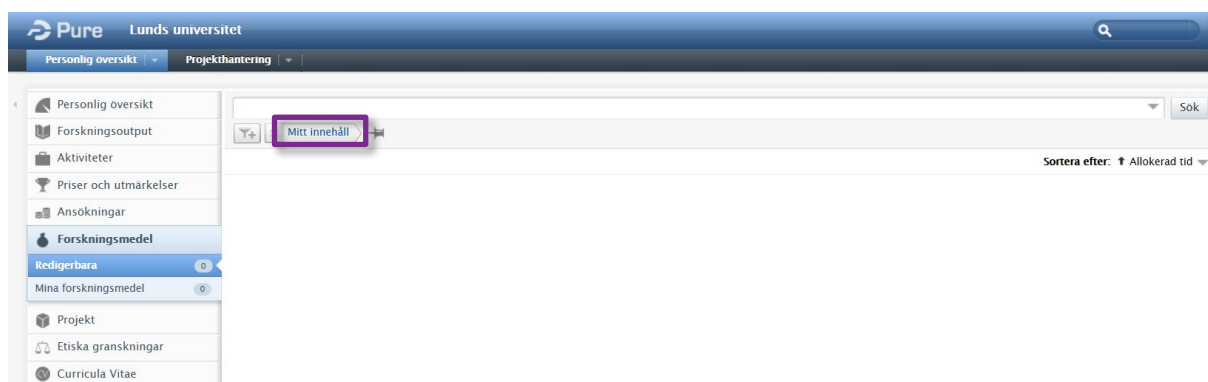 Pure Lunds universitet
Personlig översikt Projekthantering
Personlig översikt
Sök
Forskningsoutput
Mitt innehåll
Aktiviteter
Sortera efter: Allokerad tid
Priser och utmärkelser
Ansökningar
Forskningsmedel
Redigerbara 0
Mina forskningsmedel 0
Projekt
Etiska granskningar
Curricula Vitae